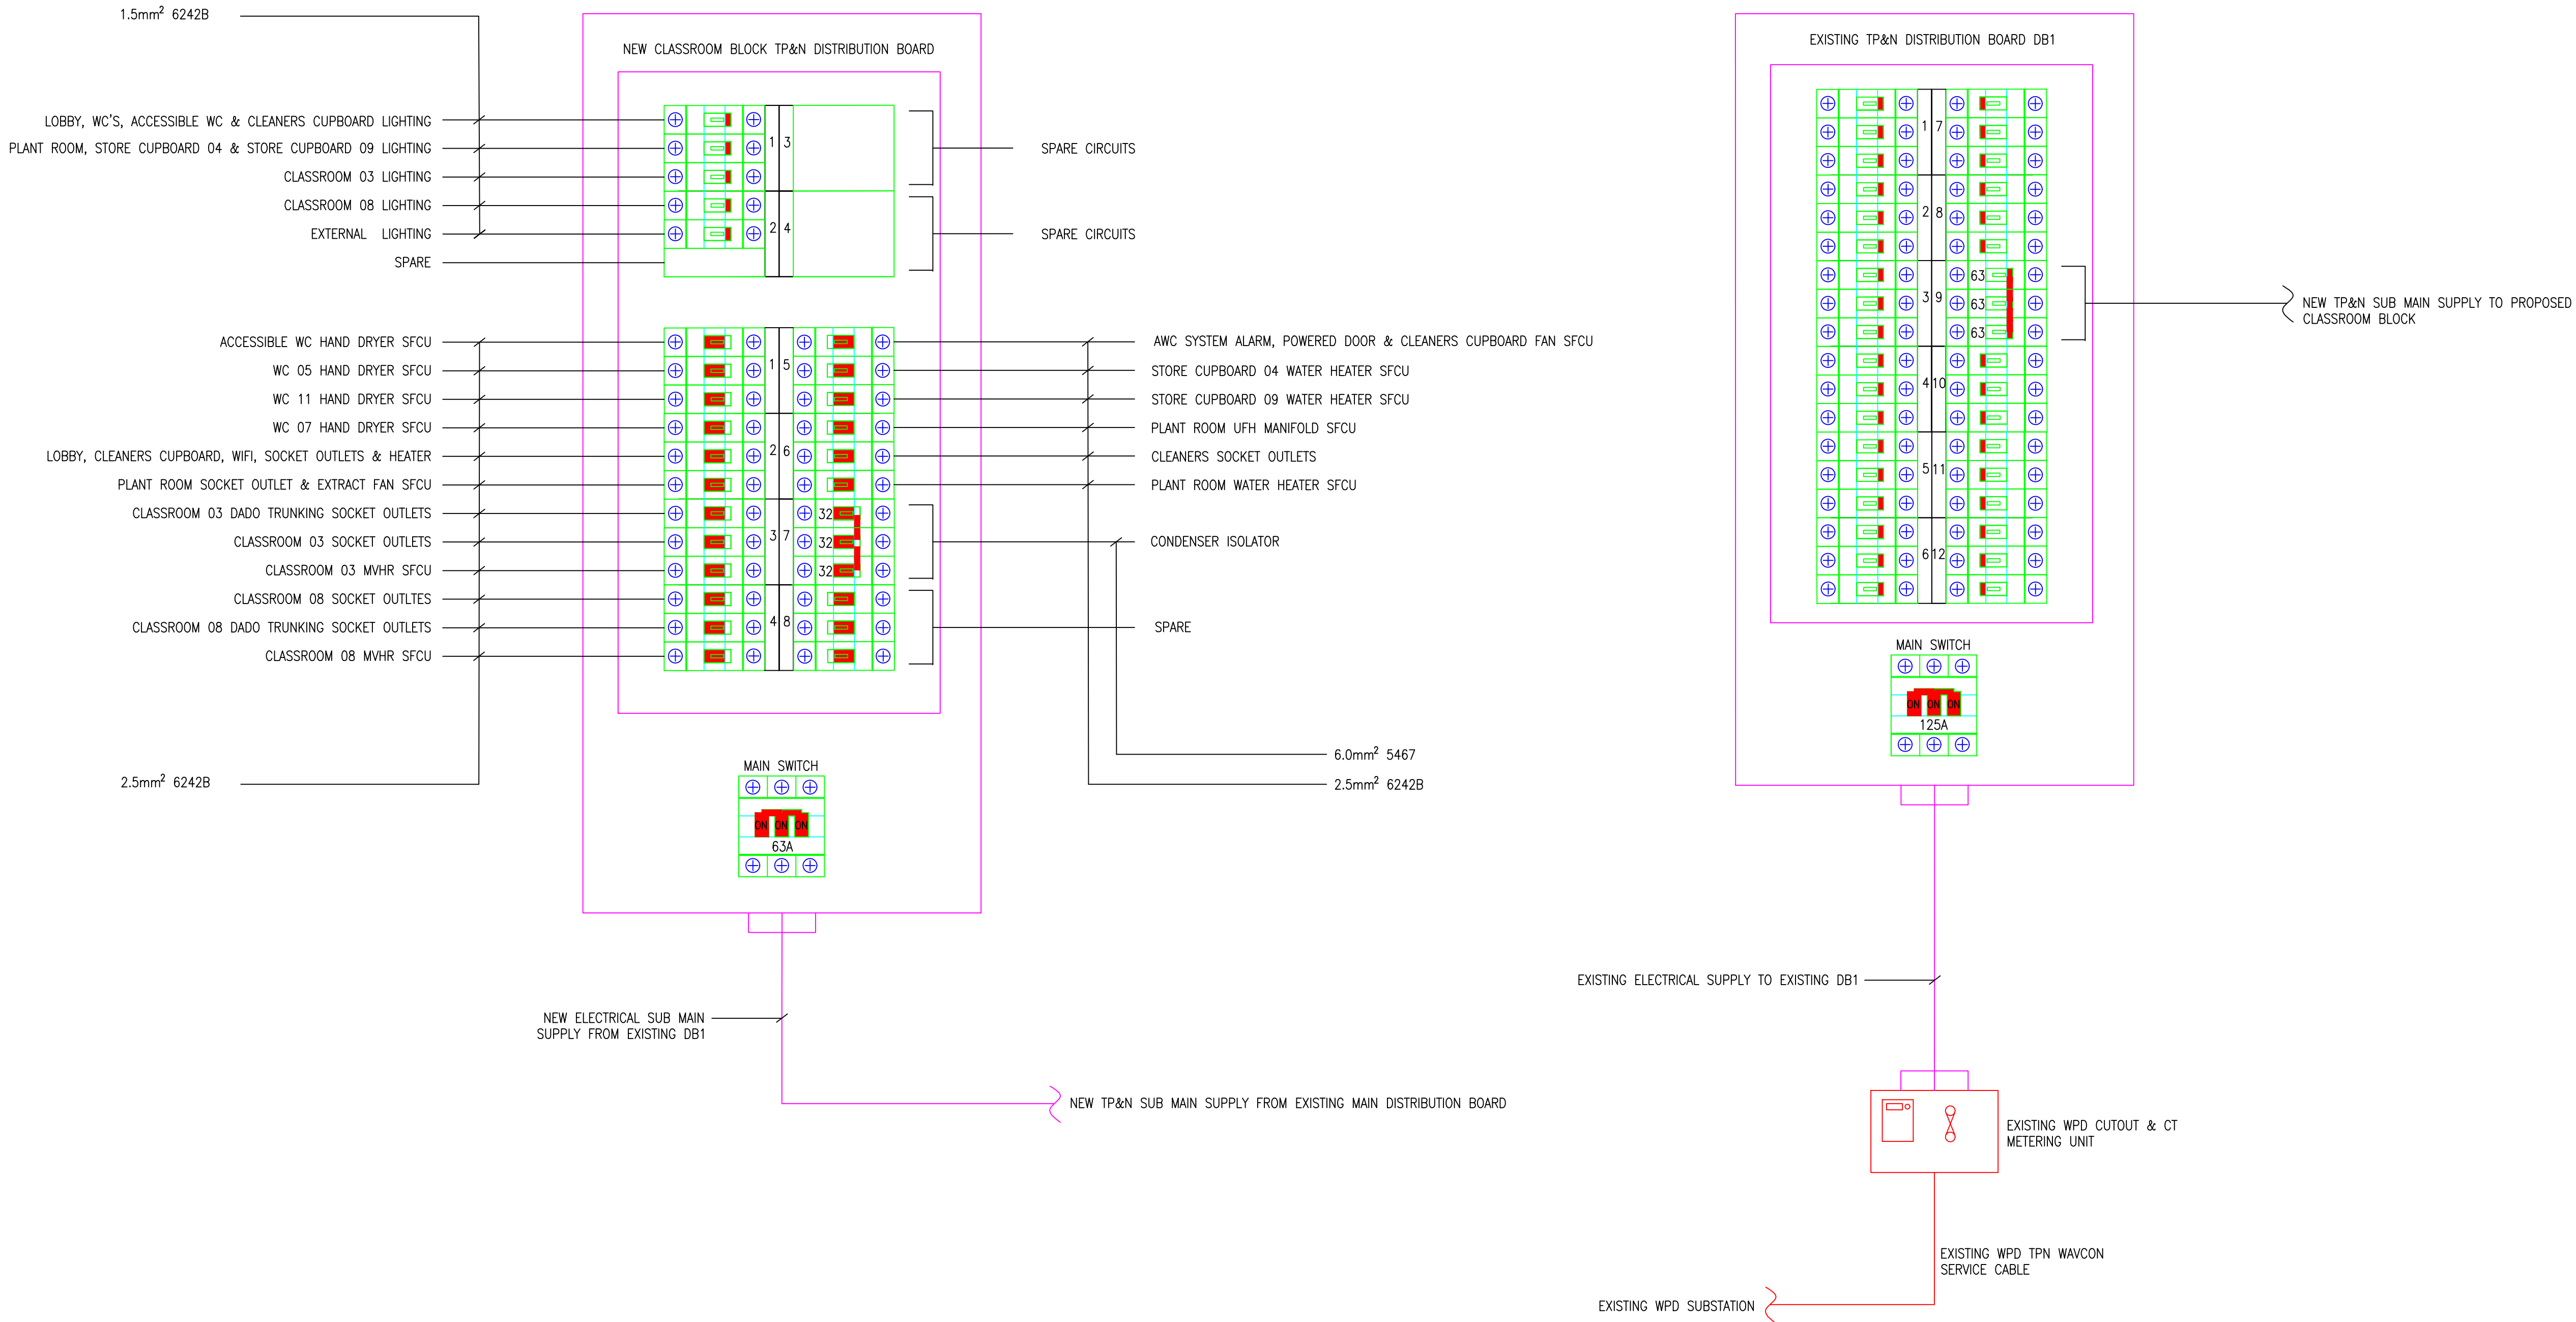 1.5mm² 6242B
NEW CLASSROOM BLOCK TP&N DISTRIBUTION BOARD
LOBBY, WC'S, ACCESSIBLE WC & CLEANERS CUPBOARD LIGHTING
PLANT ROOM, STORE CUPBOARD 04 & STORE CUPBOARD 09 LIGHTING
CLASSROOM 03 LIGHTING
CLASSROOM 08 LIGHTING
EXTERNAL LIGHTING
SPARE
1 3
2 4
SPARE CIRCUITS
SPARE CIRCUITS
ACCESSIBLE WC HAND DRYER SFCU
WC 05 HAND DRYER SFCU
WC 11 HAND DRYER SFCU
WC 07 HAND DRYER SFCU
LOBBY, CLEANERS CUPBOARD, WIFI, SOCKET OUTLETS & HEATER
PLANT ROOM SOCKET OUTLET & EXTRACT FAN SFCU
CLASSROOM 03 DADO TRUNKING SOCKET OUTLETS
CLASSROOM 03 SOCKET OUTLETS
CLASSROOM 03 MVHR SFCU
CLASSROOM 08 SOCKET OUTLTES
CLASSROOM 08 DADO TRUNKING SOCKET OUTLETS
CLASSROOM 08 MVHR SFCU
2.5mm² 6242B
1 5
2 6
3 7
4 8
32
32
32
AWC SYSTEM ALARM, POWERED DOOR & CLEANERS CUPBOARD FAN SFCU
STORE CUPBOARD 04 WATER HEATER SFCU
STORE CUPBOARD 09 WATER HEATER SFCU
PLANT ROOM UFH MANIFOLD SFCU
CLEANERS SOCKET OUTLETS
PLANT ROOM WATER HEATER SFCU
CONDENSER ISOLATOR
SPARE
6.0mm² 5467
2.5mm² 6242B
MAIN SWITCH
ON ON ON
63A
NEW ELECTRICAL SUB MAIN
SUPPLY FROM EXISTING DB1
NEW TP&N SUB MAIN SUPPLY FROM EXISTING MAIN DISTRIBUTION BOARD
EXISTING TP&N DISTRIBUTION BOARD DB1
1 7
2 8
3 9
4 10
5 11
6 12
63
63
63
NEW TP&N SUB MAIN SUPPLY TO PROPOSED
CLASSROOM BLOCK
MAIN SWITCH
ON ON ON
125A
EXISTING ELECTRICAL SUPPLY TO EXISTING DB1
EXISTING WPD CUTOUT & CT
METERING UNIT
EXISTING WPD TPN WAVCON
SERVICE CABLE
EXISTING WPD SUBSTATION